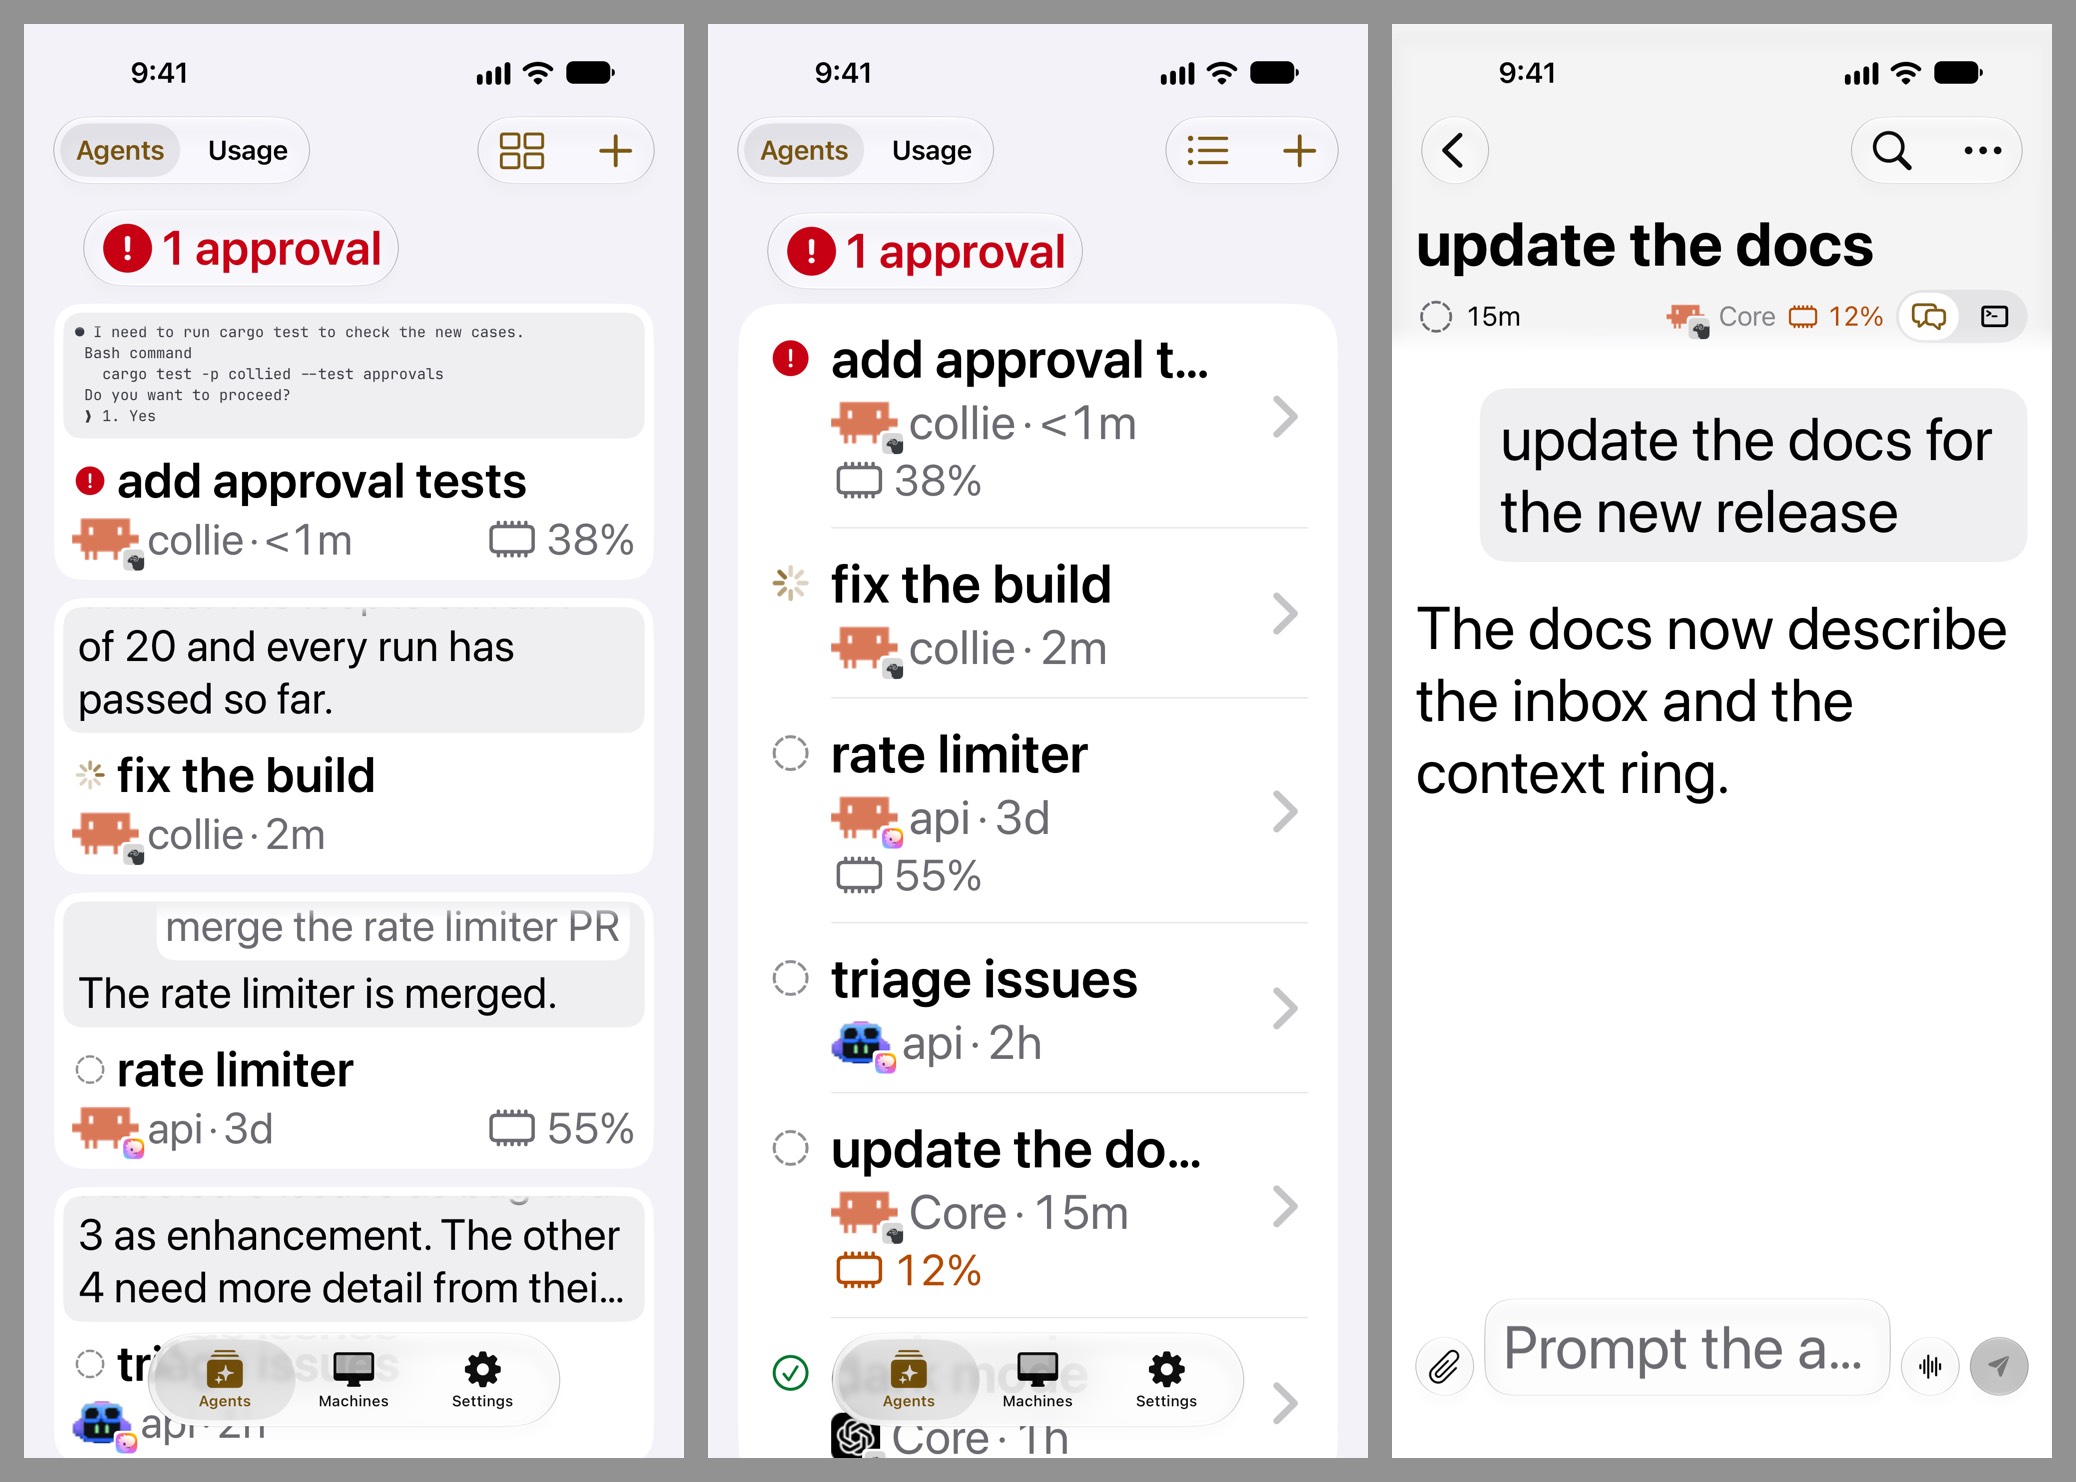 9:41
Agents
Usage
1 approval
● I need to run cargo test to check the new cases.
Bash command
cargo test -p collied --test approvals
Do you want to proceed?
❯ 1. Yes
add approval tests
collie · <1m
38%
of 20 and every run has
passed so far.
fix the build
collie · 2m
merge the rate limiter PR
The rate limiter is merged.
rate limiter
api · 3d
55%
3 as enhancement. The other
4 need more detail from thei...
triage issues
api · 2h
Agents
Machines
Settings
9:41
Agents
Usage
1 approval
add approval t...
collie · <1m
38%
fix the build
collie · 2m
rate limiter
api · 3d
55%
triage issues
api · 2h
update the do...
Core · 15m
12%
dark mode
Core · 1h
Agents
Machines
Settings
9:41
update the docs
15m
Core
12%
update the docs for
the new release
The docs now describe
the inbox and the
context ring.
Prompt the a...